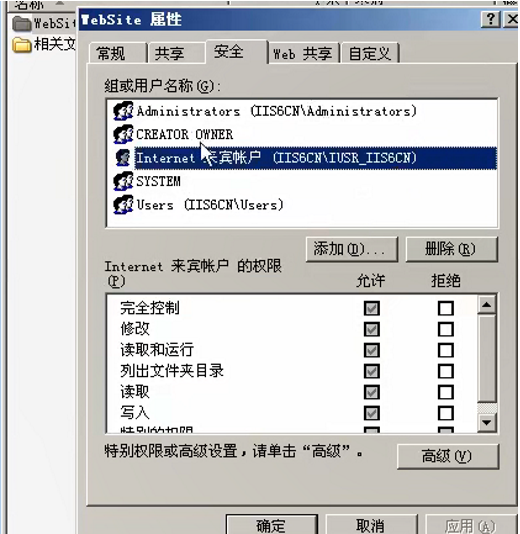 名称
WebSit
相关文
WebSite 属性
常规 共享 安全 Web 共享 自定义
组或用户名称(G):
Administrators (IIS6CN\Administrators)
CREATOR OWNER
Internet 来宾帐户 (IIS6CN\IUSR_IIS6CN)
SYSTEM
Users (IIS6CN\Users)
添加(D)... 删除(R)
Internet 来宾帐户 的权限
(P) 允许 拒绝
完全控制
修改
读取和运行
列出文件夹目录
读取
写入
特别的权限
特别权限或高级设置,请单击“高级”。
高级(V)
确定 取消 应用(A)